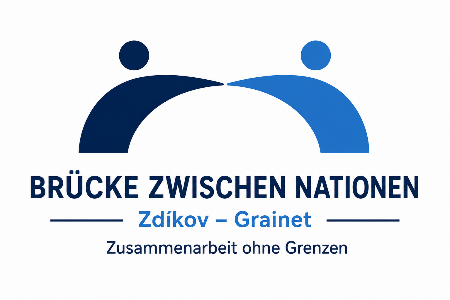 BRÜCKE ZWISCHEN NATIONEN
Zdíkov – Grainet
Zusammenarbeit ohne Grenzen